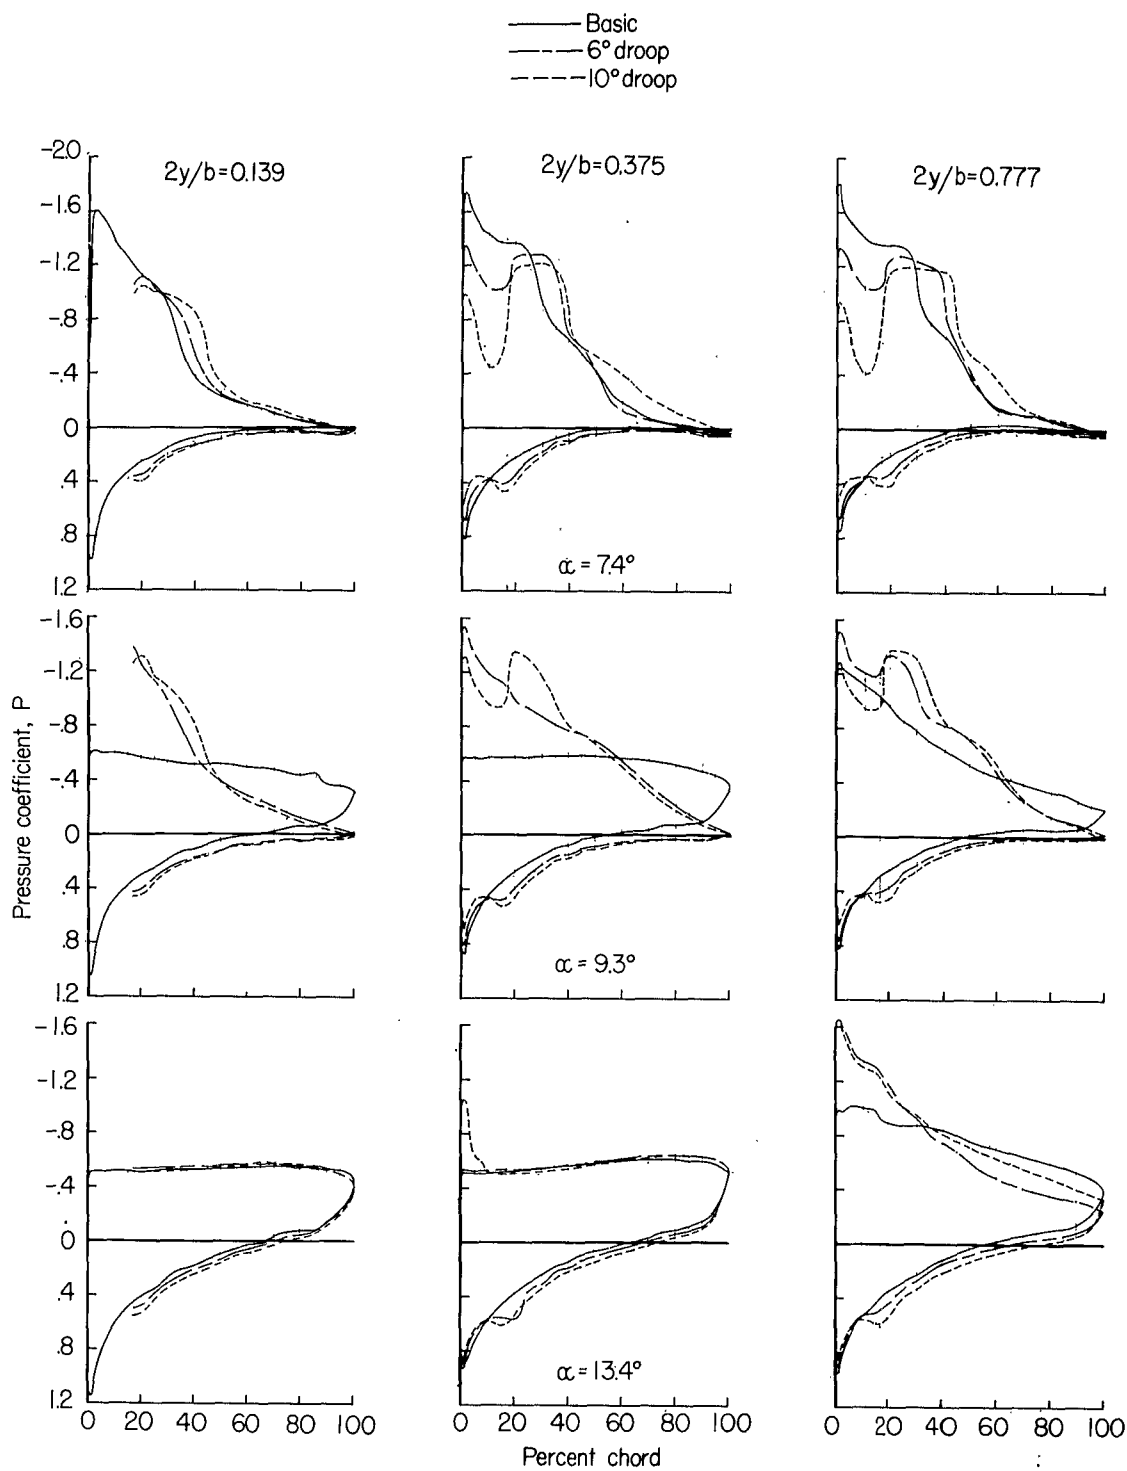 Basic
6° droop
10° droop
2y/b=0.139
2y/b=0.375
2y/b=0.777
-2.0
-1.6
-1.2
-.8
-.4
0
.4
.8
1.2
α = 7.4°
-1.6
-1.2
-.8
-.4
0
.4
.8
1.2
α = 9.3°
Pressure coefficient, P
-1.6
-1.2
-.8
-.4
0
.4
.8
1.2
α = 13.4°
0 20 40 60 80 100
0 20 40 60 80 100
0 20 40 60 80 100
Percent chord